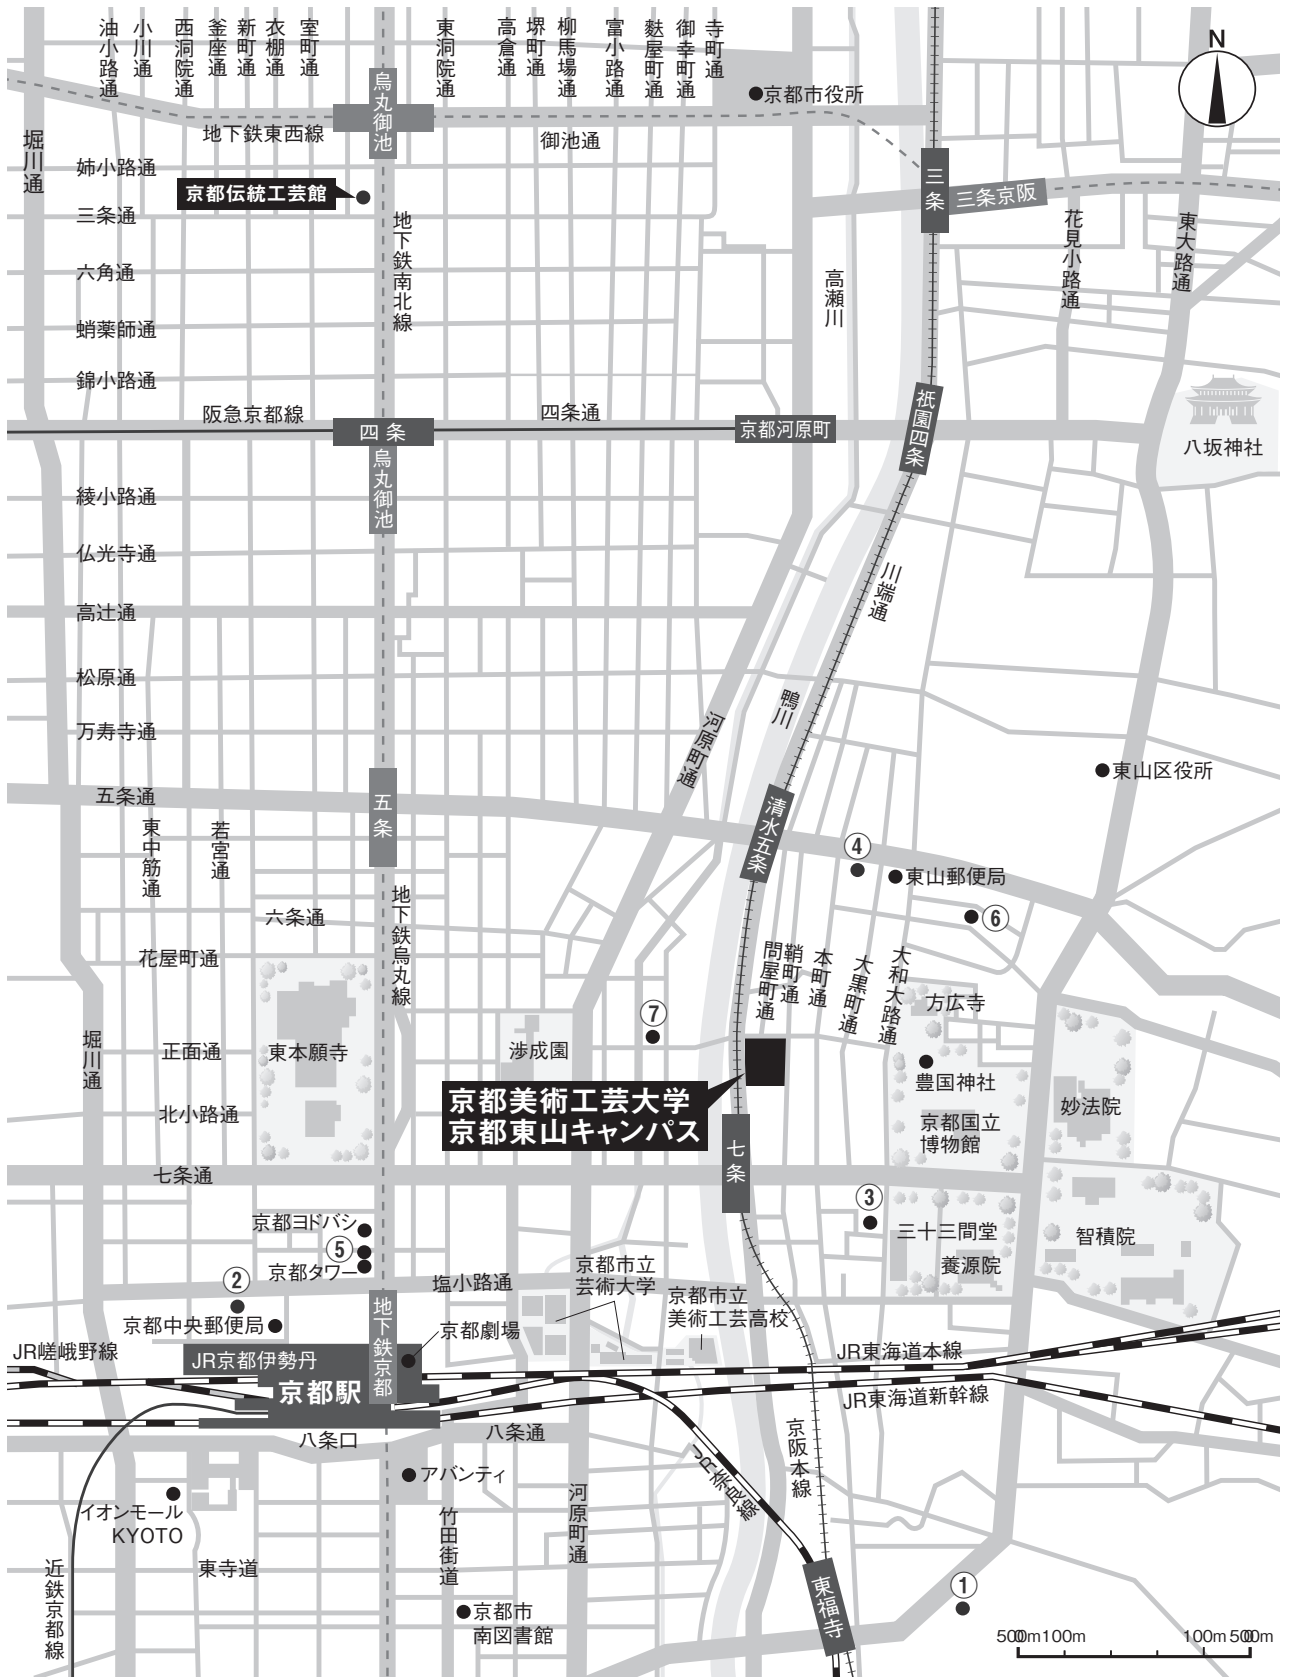 油小路通
小川通
西洞院通
釜座通
新町通
衣棚通
室町通
東洞院通
高倉通
堺町通
柳馬場通
富小路通
麩屋町通
御幸町通
寺町通
N
烏丸御池
京都市役所
堀川通
地下鉄東西線
御池通
姉小路通
京都伝統工芸館
三条
三条京阪
三条通
地下鉄南北線
花見小路通
東大路通
六角通
高瀬川
蛸薬師通
錦小路通
阪急京都線
四条通
四条
京都河原町
祇園四条
八坂神社
烏丸御池
綾小路通
仏光寺通
川端通
高辻通
松原通
鴨川
万寿寺通
河原町通
東山区役所
五条通
五条
清水五条
東中筋通
若宮通
④
東山郵便局
⑥
地下鉄烏丸線
六条通
花屋町通
問屋町通
鞘町通
本町通
大黒町通
大和大路通
方広寺
⑦
堀川通
正面通
東本願寺
渉成園
豊国神社
京都国立
博物館
妙法院
京都美術工芸大学
京都東山キャンパス
北小路通
七条通
七条
③
京都ヨドバシ
⑤
京都タワー
三十三間堂
養源院
智積院
②
塩小路通
京都市立
芸術大学
京都市立
美術工芸高校
京都中央郵便局
地下鉄京都
京都劇場
JR嵯峨野線
JR京都伊勢丹
京都駅
JR東海道本線
JR東海道新幹線
八条口
八条通
京阪本線
JR奈良線
アバンティ
イオンモール
KYOTO
河原町通
竹田街道
近鉄京都線
東寺道
東福寺
①
京都市
南図書館
500m
100m
0
100m
500m